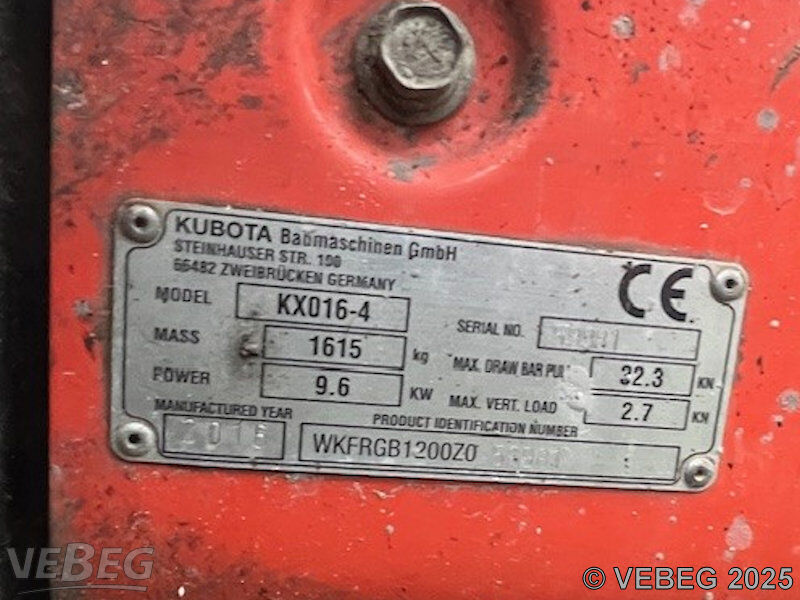 KUBOTA Baumaschinen GmbH
STEINHAUSER STR. 100
66482 ZWEIBRÜCKEN GERMANY
CE
MODEL KX016-4
SERIAL NO.
MASS 1615 kg
MAX. DRAW BAR PULL 32.3 KN
POWER 9.6 KW
MAX. VERT. LOAD 2.7 KN
MANUFACTURED YEAR
PRODUCT IDENTIFICATION NUMBER
WKFRGB1200Z0
VEBEG
© VEBEG 2025